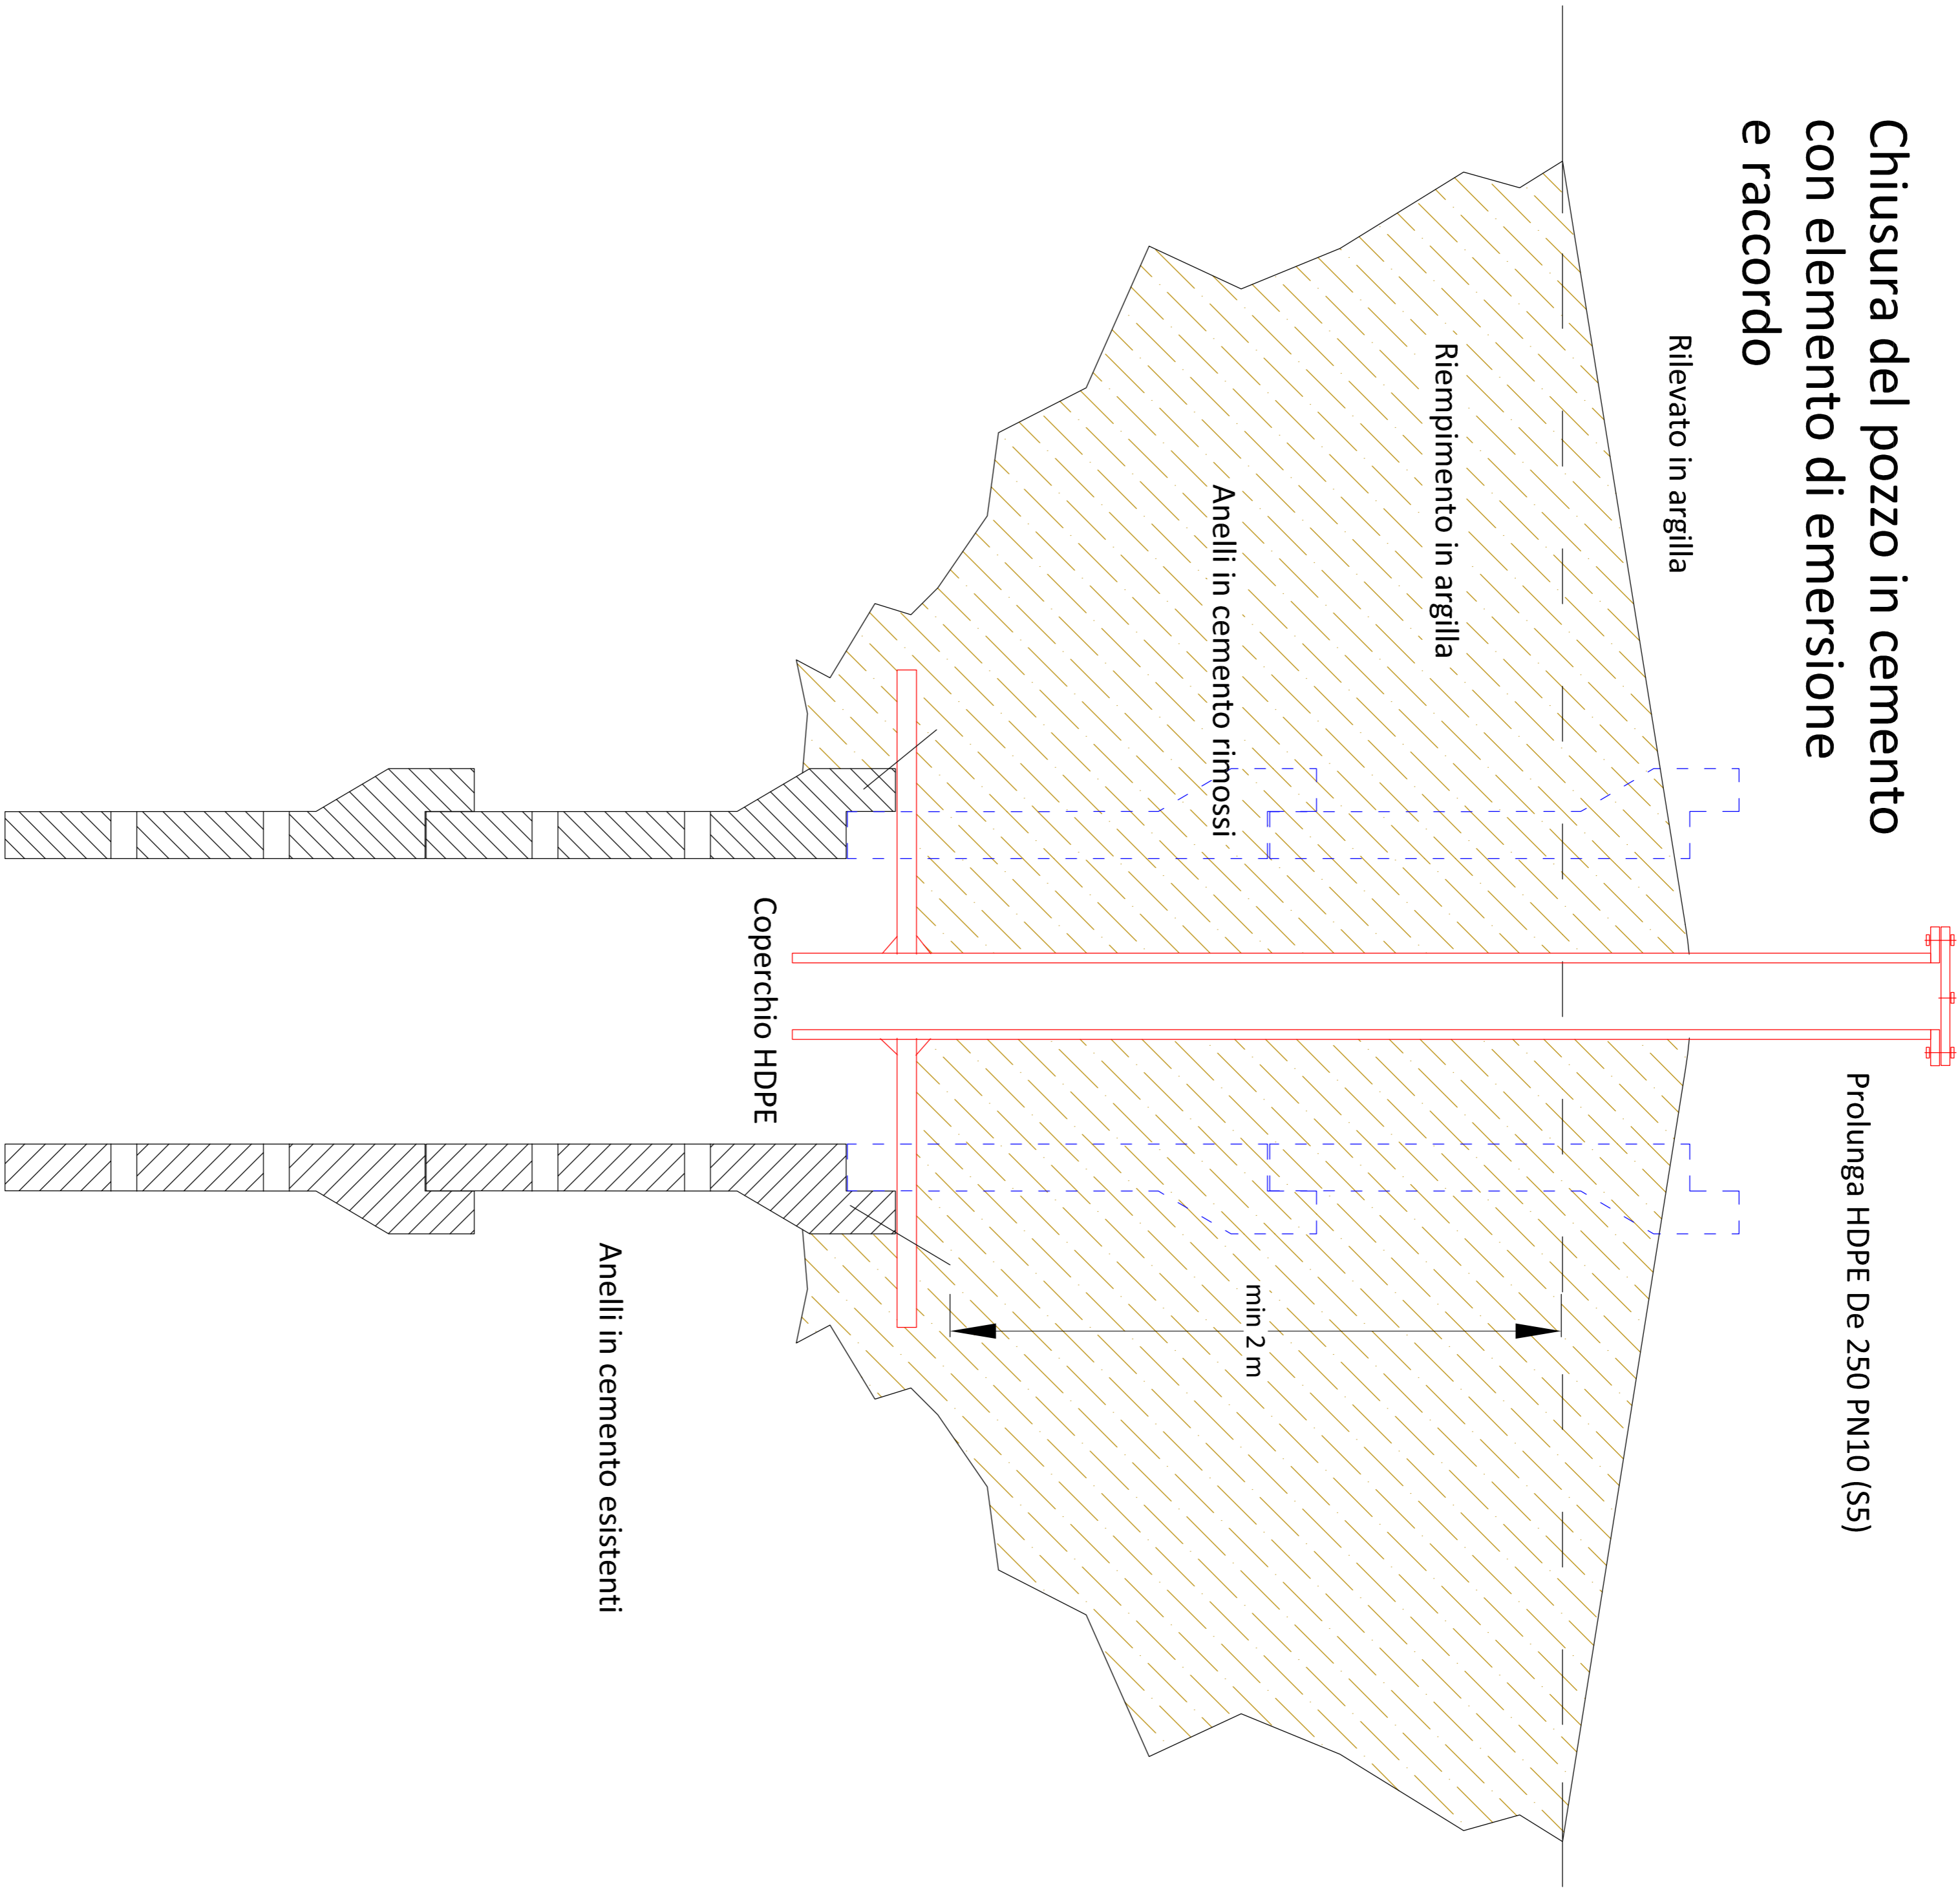 Chiusura del pozzo in cemento
con elemento di emersione
e raccordo
Rilevato in argilla
Riempimento in argilla
Anelli in cemento rimossi
Prolunga HDPE De 250 PN10 (S5)
min 2 m
Coperchio HDPE
Anelli in cemento esistenti